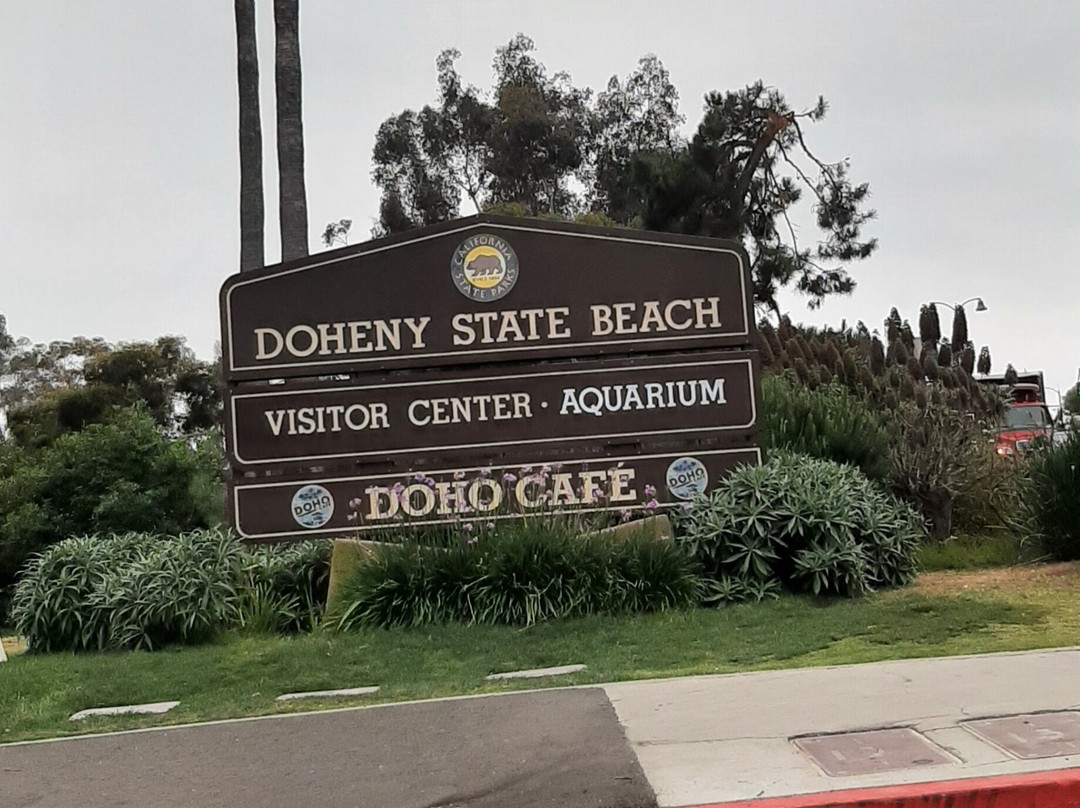 CALIFORNIA
STATE PARKS
DOHENY STATE BEACH
VISITOR CENTER · AQUARIUM
DOHO DOHO CAFÉ DOHO